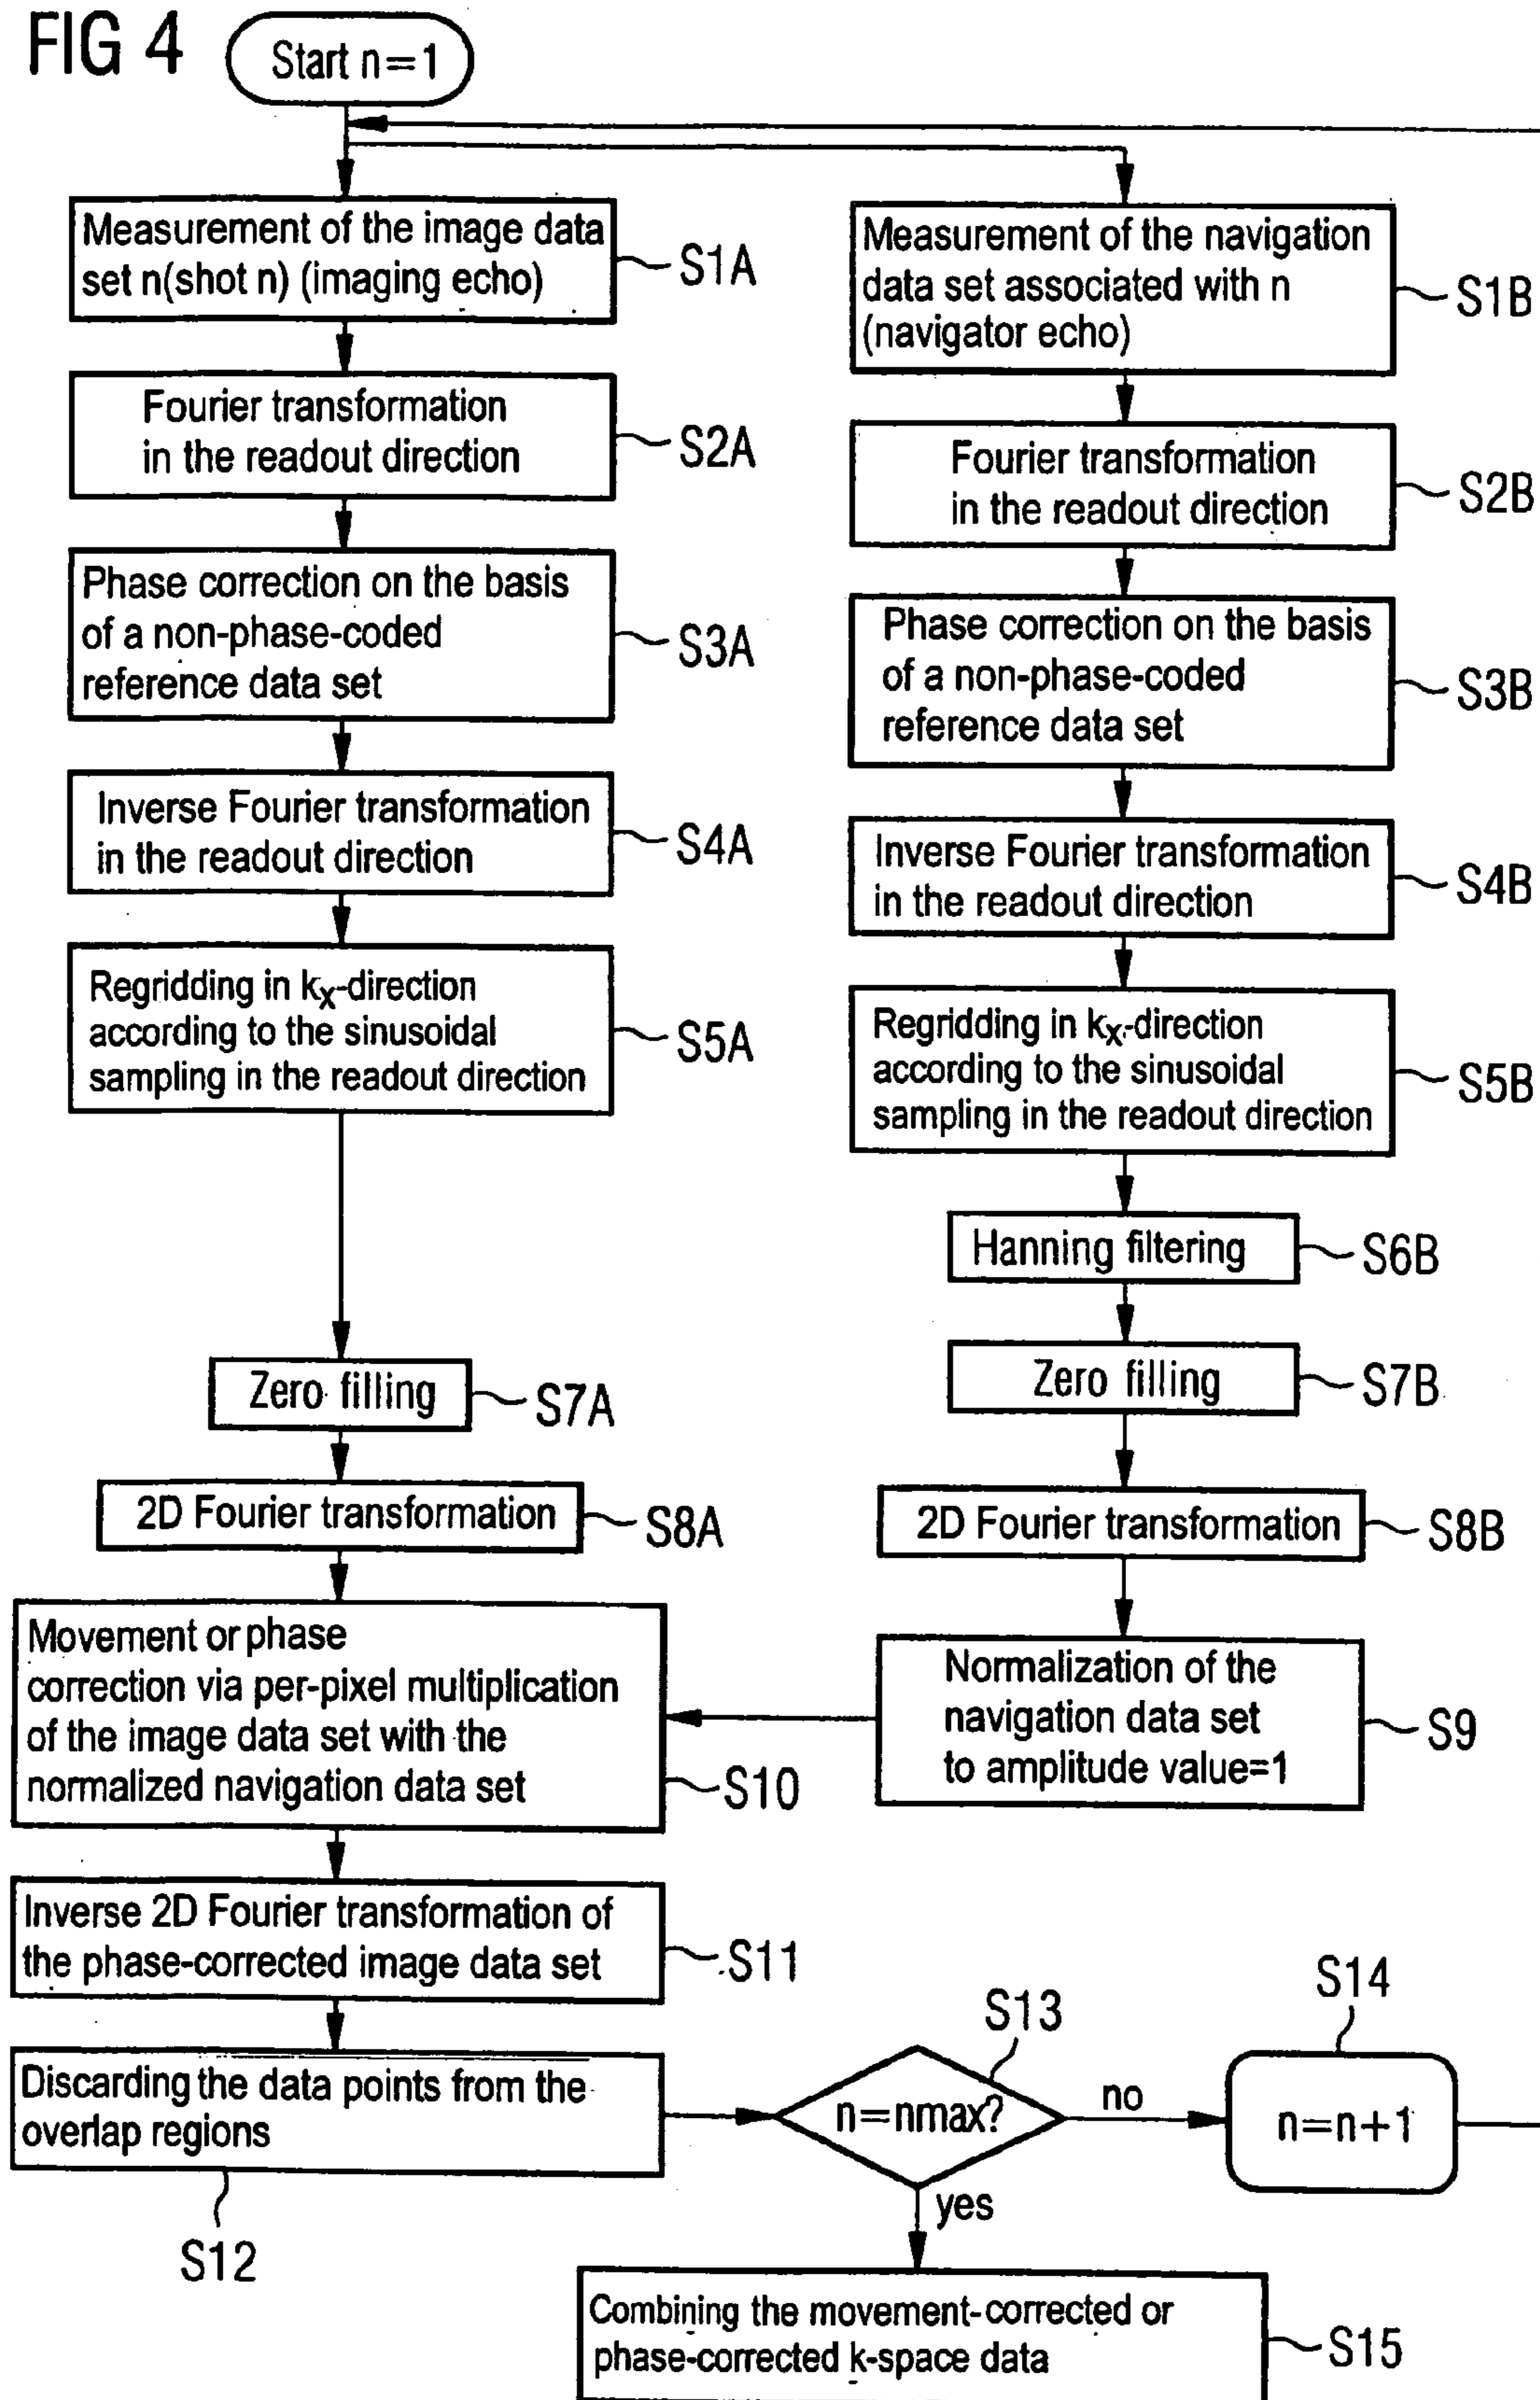 FIG 4
Start n=1
Measurement of the image data
set n(shot n) (imaging echo)
S1A
Measurement of the navigation
data set associated with n
(navigator echo)
S1B
Fourier transformation
in the readout direction
S2A
Fourier transformation
in the readout direction
S2B
Phase correction on the basis
of a non-phase-coded
reference data set
S3A
Phase correction on the basis
of a non-phase-coded
reference data set
S3B
Inverse Fourier transformation
in the readout direction
S4A
Inverse Fourier transformation
in the readout direction
S4B
Regridding in kx-direction
according to the sinusoidal
sampling in the readout direction
S5A
Regridding in kx-direction
according to the sinusoidal
sampling in the readout direction
S5B
Hanning filtering
S6B
Zero filling
S7A
Zero filling
S7B
2D Fourier transformation
S8A
2D Fourier transformation
S8B
Movement or phase
correction via per-pixel multiplication
of the image data set with the
normalized navigation data set
S10
Normalization of the
navigation data set
to amplitude value=1
S9
Inverse 2D Fourier transformation of
the phase-corrected image data set
S11
Discarding the data points from the
overlap regions
S12
S13
n=nmax?
no
S14
n=n+1
yes
Combining the movement-corrected or
phase-corrected k-space data
S15